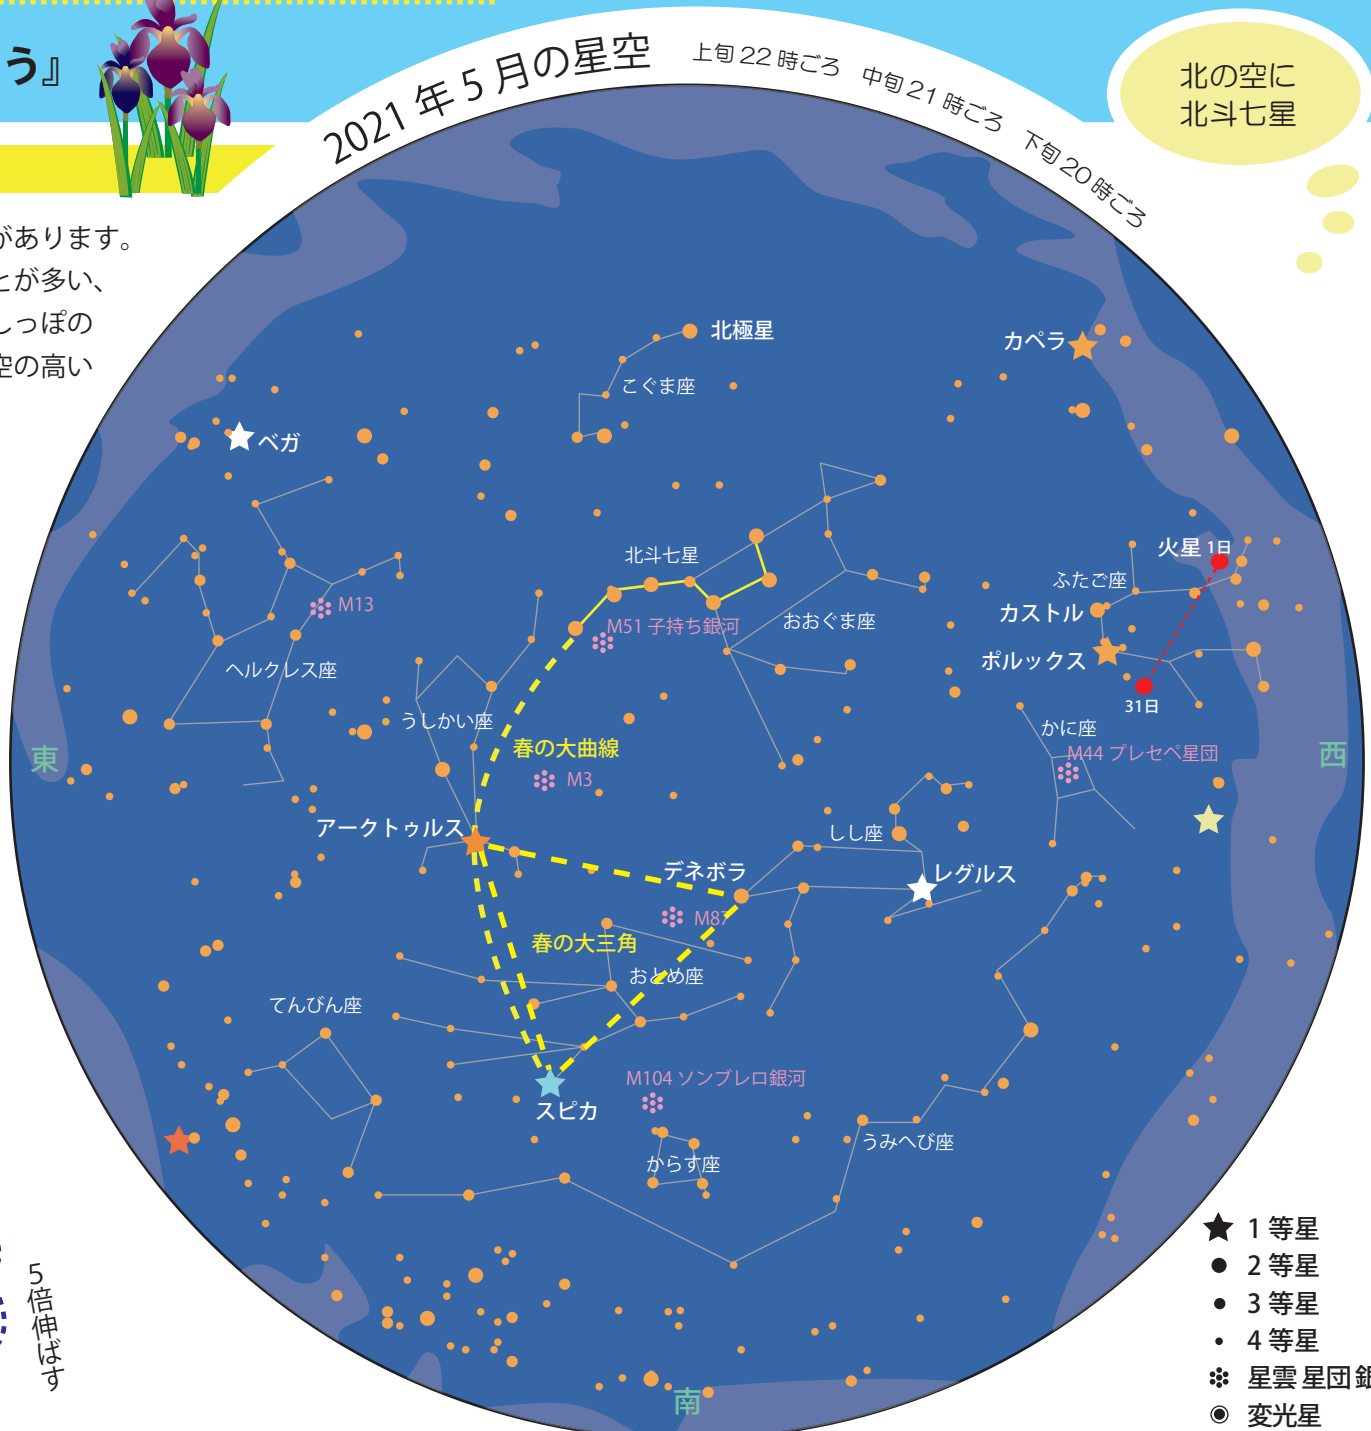 う』
2021年5月の星空
上旬22時ごろ 中旬21時ごろ 下旬20時ごろ
北の空に
北斗七星
があります。
とが多い、
しっぽの
空の高い
北極星
こぐま座
カペラ
ベガ
北斗七星
火星 1日
ふたご座
カストル
M13
M51 子持ち銀河
おおぐま座
ポルックス
ヘルクレス座
31日
うしかい座
かに座
春の大曲線
M44 プレセペ星団
東
西
M3
アークトゥルス
しし座
デネボラ
レグルス
M87
春の大三角
おとめ座
てんびん座
M104 ソンブレロ銀河
スピカ
うみへび座
からす座
南
5倍伸ばす
1 等星
2 等星
3 等星
4 等星
星雲 星団 銀
変光星